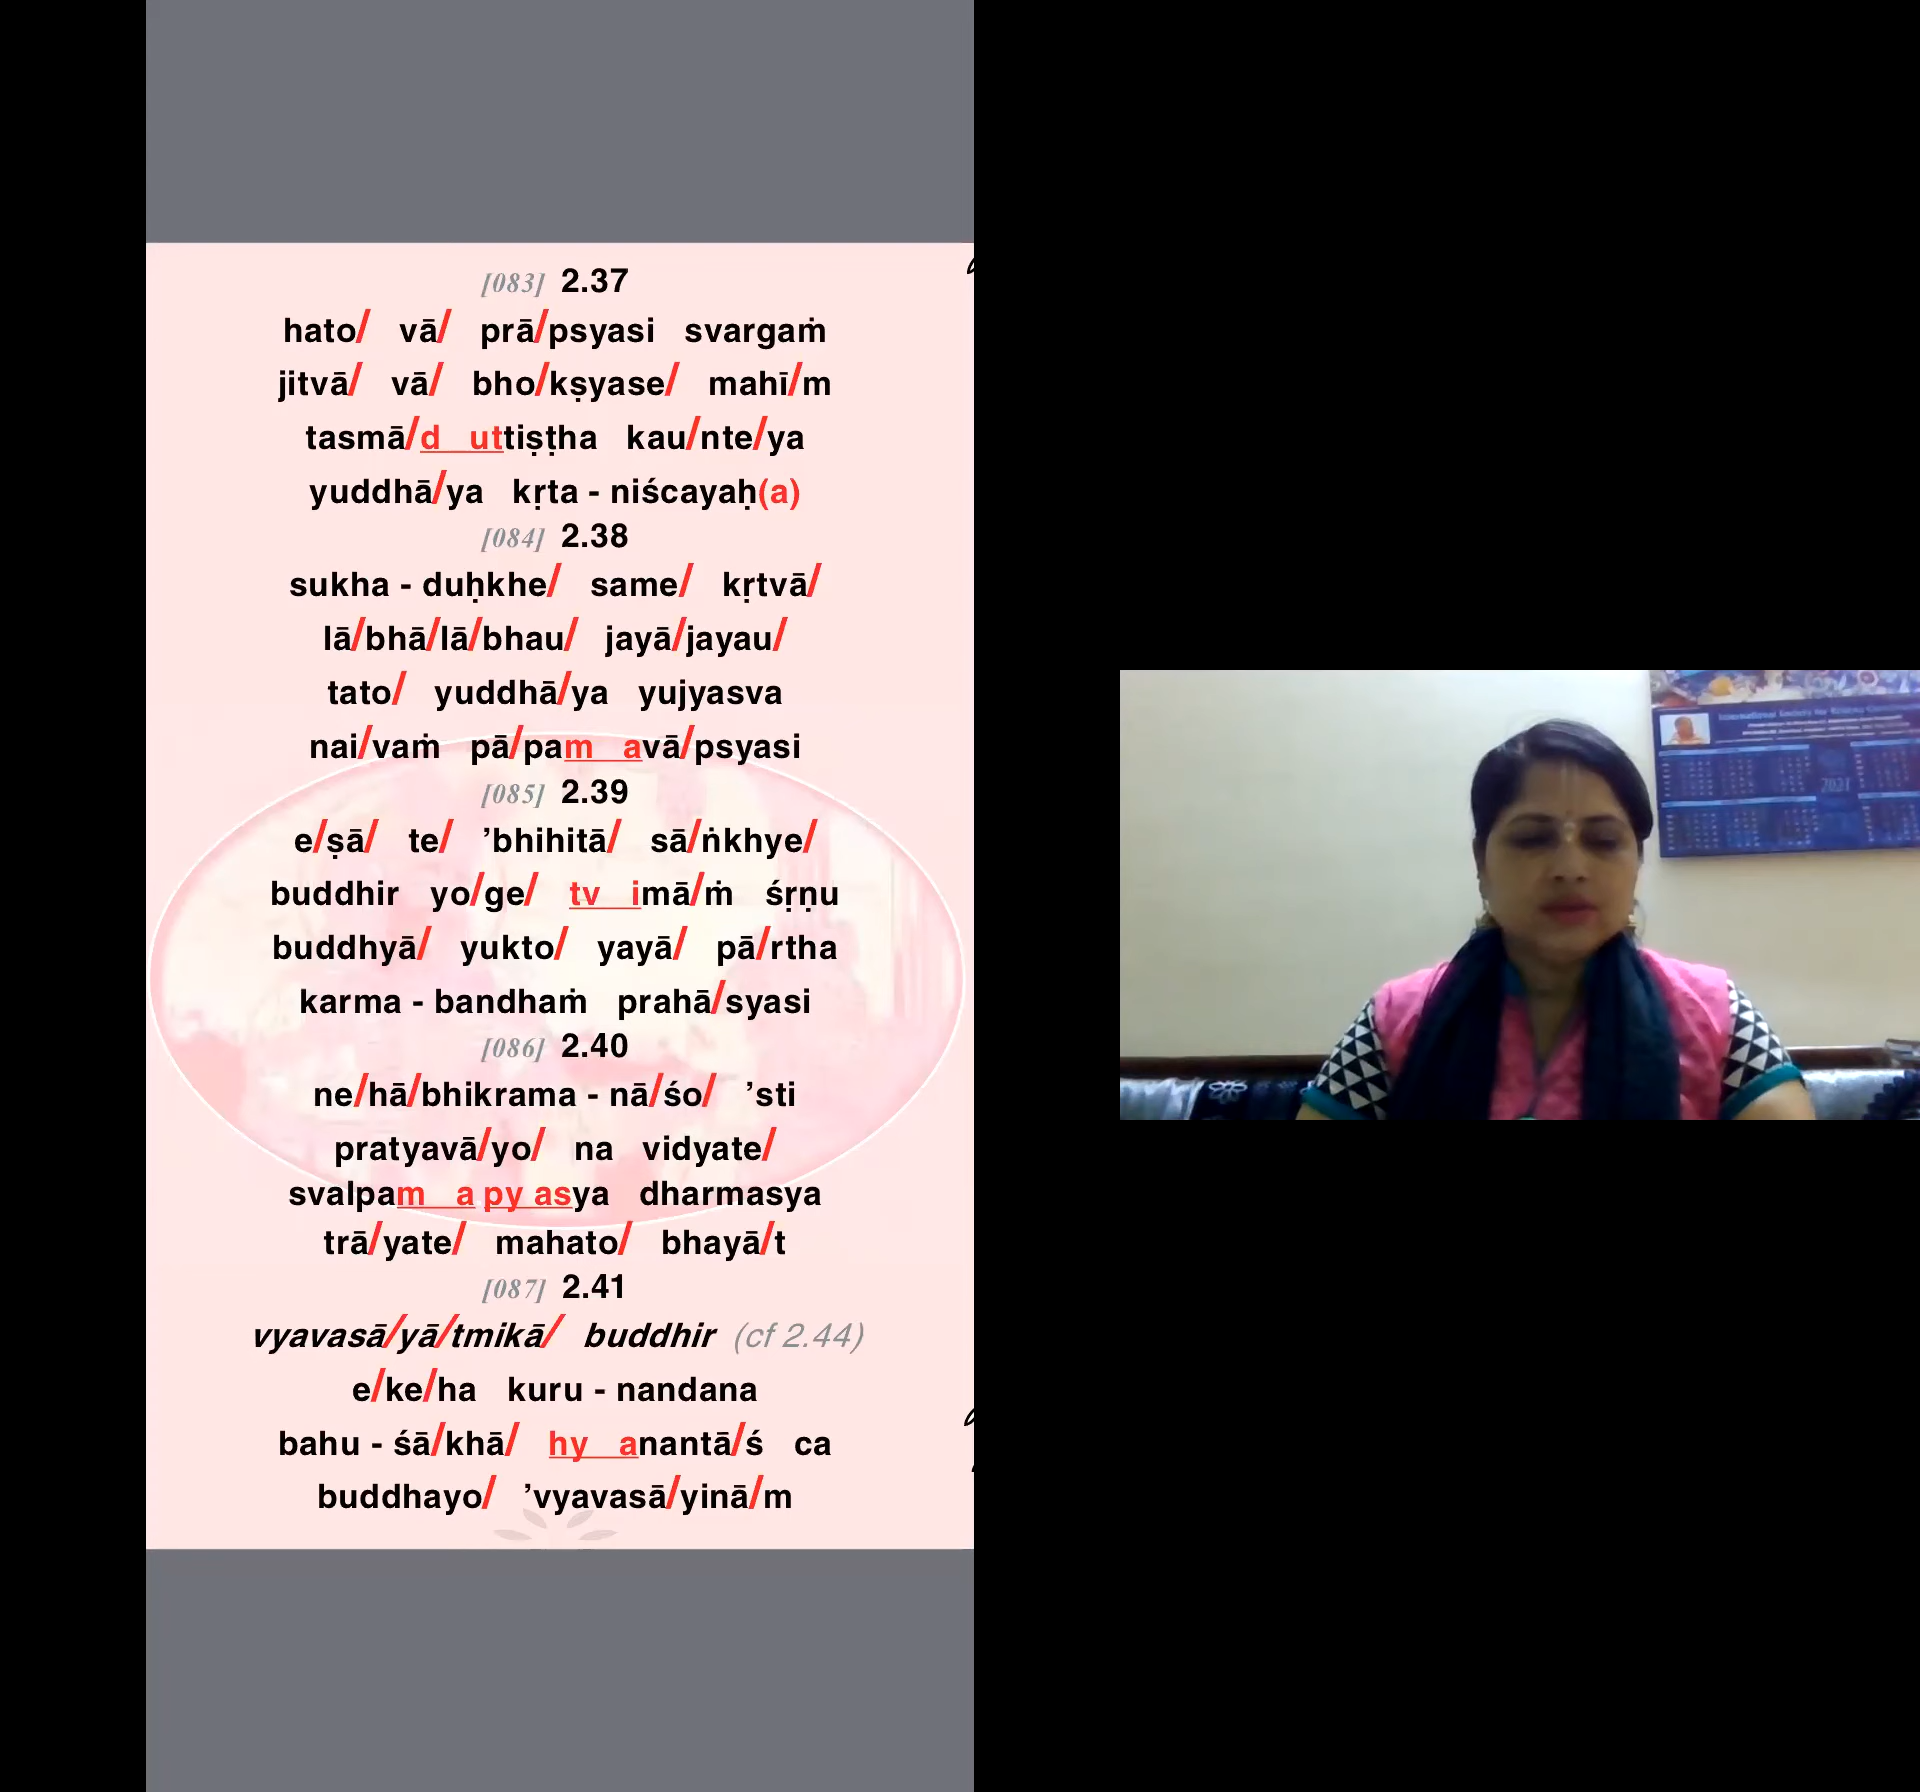 [083] 2.37
hato/ vā/ prā/psyasi svargaṁ
jitvā/ vā/ bho/kṣyase/ mahī/m
tasmā/d uttiṣṭha kau/nte/ya
yuddhā/ya kṛta - niścayaḥ(a)
[084] 2.38
sukha - duḥkhe/ same/ kṛtvā/
lā/bhā/lā/bhau/ jayā/jayau/
tato/ yuddhā/ya yujyasva
nai/vaṁ pā/pam avā/psyasi
[085] 2.39
e/ṣā/ te/ ’bhihitā/ sā/ṅkhye/
buddhir yo/ge/ tv imā/ṁ śṛṇu
buddhyā/ yukto/ yayā/ pā/rtha
karma - bandhaṁ prahā/syasi
[086] 2.40
ne/hā/bhikrama - nā/śo/ ’sti
pratyavā/yo/ na vidyate/
svalpam a py asya dharmasya
trā/yate/ mahato/ bhayā/t
[087] 2.41
vyavasā/yā/tmikā/ buddhir (cf 2.44)
e/ke/ha kuru - nandana
bahu - śā/khā/ hy anantā/ś ca
buddhayo/ ’vyavasā/yinā/m
International Society for Krishna
2021